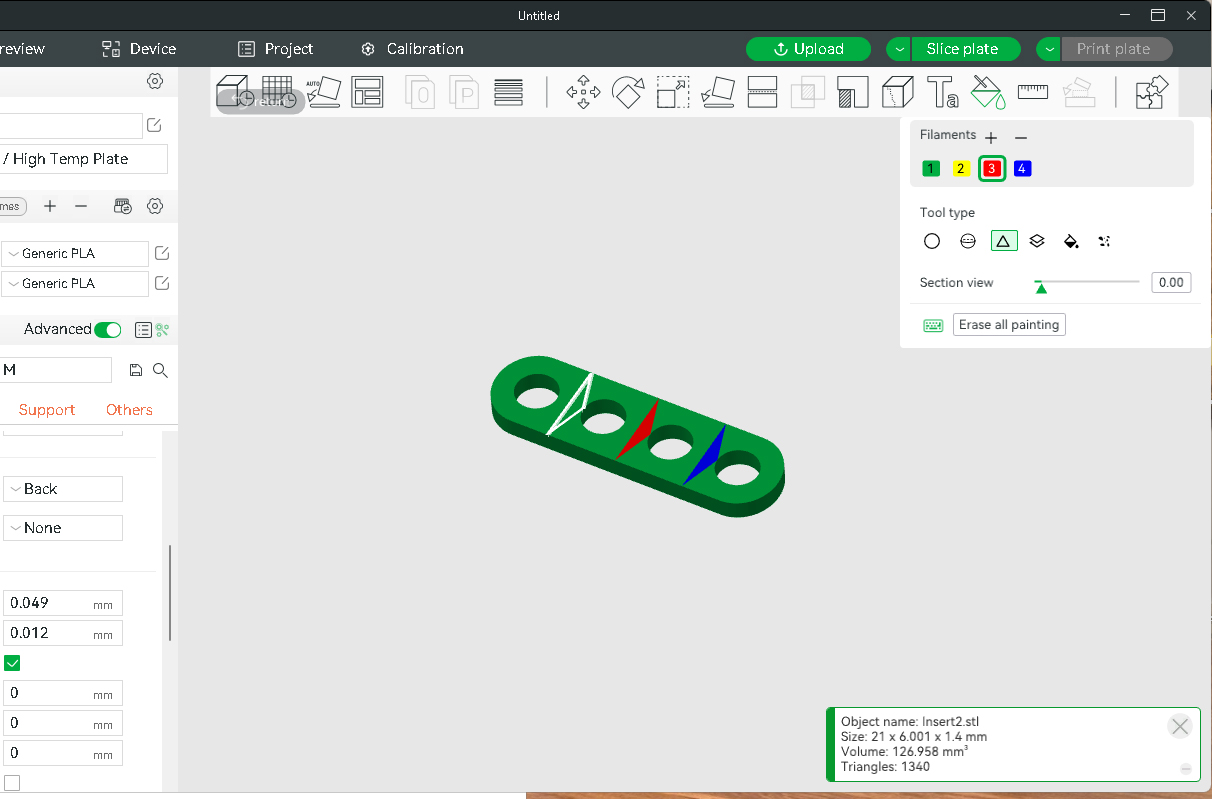 Untitled
review
Device
Project
Calibration
Upload
Slice plate
Print plate
AUTO
0
P
Ta
Filaments
1 2 3 4
/ High Temp Plate
Tool type
Generic PLA
Generic PLA
Section view
0.00
Advanced
Erase all painting
M
Support
Others
Back
None
0.049 mm
0.012 mm
0 mm
0 mm
0 mm
Object name: Insert2.stl
Size: 21 x 6.001 x 1.4 mm
Volume: 126.958 mm³
Triangles: 1340